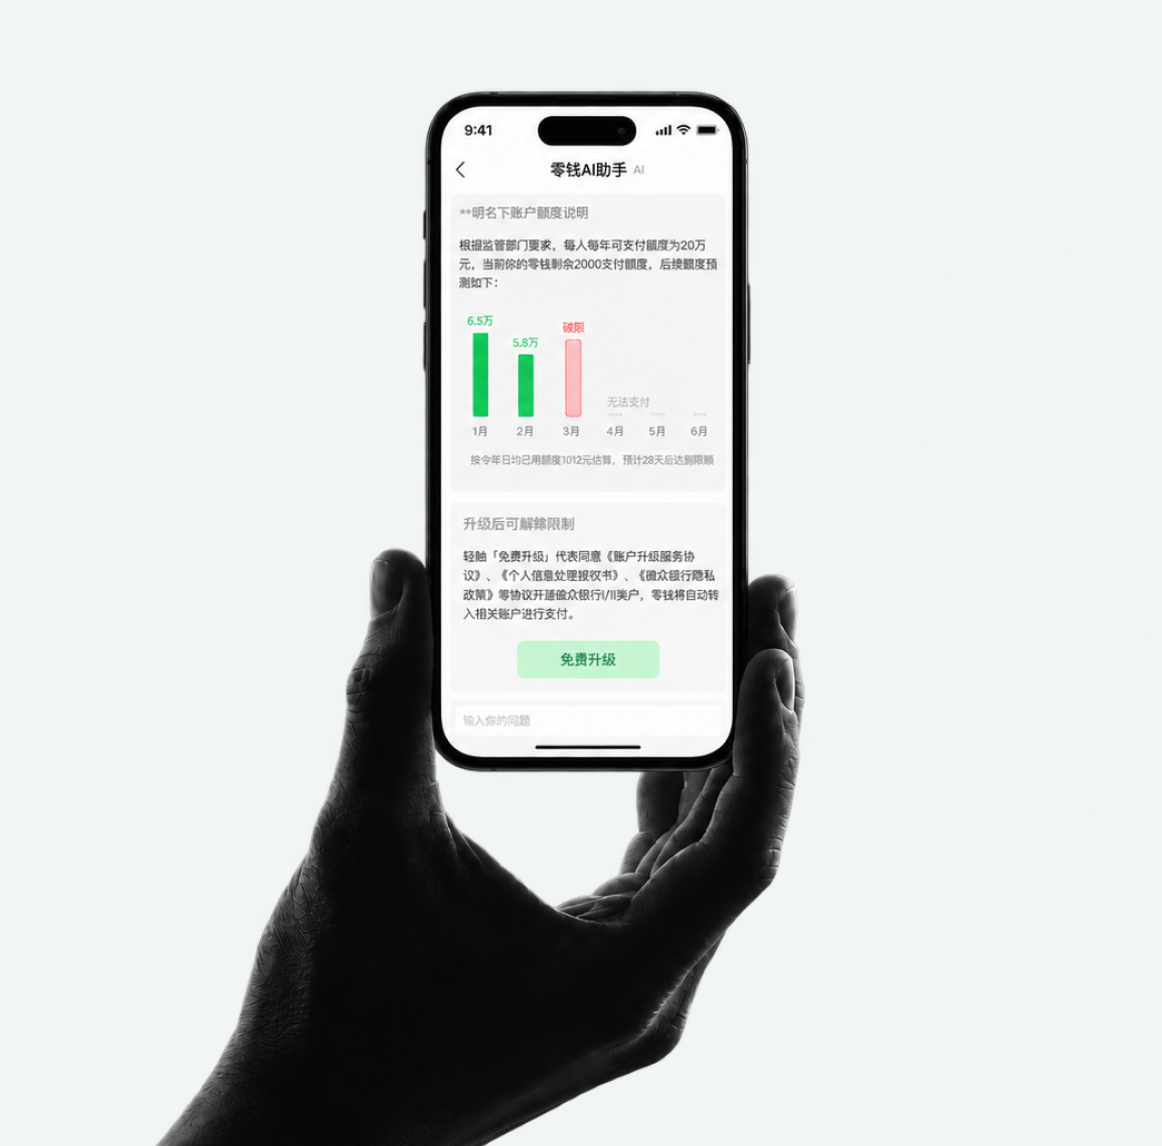 9:41
零钱AI助手 AI
**明名下账户额度说明
根据监管部门要求，每人每年可支付额度为20万
元，当前你的零钱剩余2000支付额度，后续额度预
测如下：
6.5万
5.8万
破限
无法支付
1月 2月 3月 4月 5月 6月
按今年日均已用额度1012元估算，预计28天后达到限额
升级后可解除限制
轻触「免费升级」代表同意《账户升级服务协
议》、《个人信息处理授权书》、《微众银行隐私
政策》等协议开通微众银行I/II类户，零钱将自动转
入相关账户进行支付。
免费升级
输入你的问题